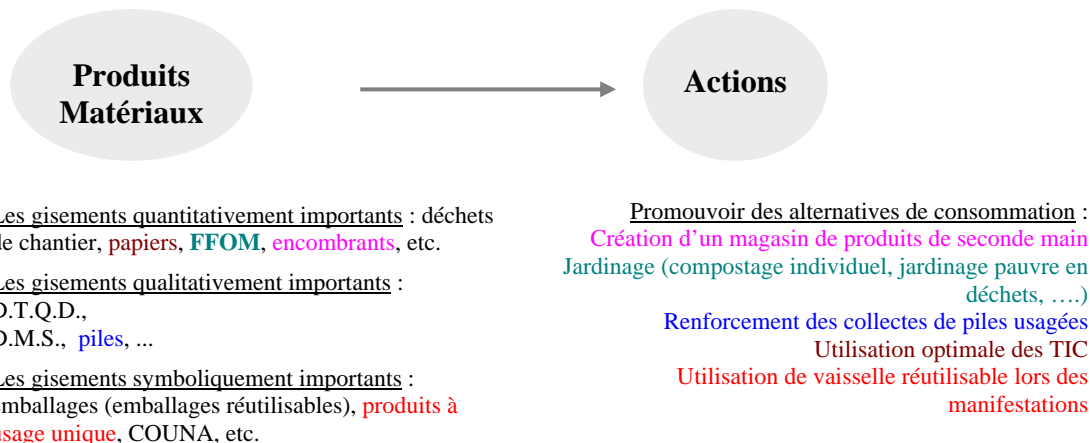 Produits
Matériaux
Actions
Les gisements quantitativement importants : déchets
de chantier, papiers, FFOM, encombrants, etc.
Les gisements qualitativement importants :
D.T.Q.D.,
D.M.S., piles, ...
Les gisements symboliquement importants :
emballages (emballages réutilisables), produits à
usage unique, COUNA, etc.
Promouvoir des alternatives de consommation :
Création d’un magasin de produits de seconde main
Jardinage (compostage individuel, jardinage pauvre en
déchets, ….)
Renforcement des collectes de piles usagées
Utilisation optimale des TIC
Utilisation de vaisselle réutilisable lors des
manifestations